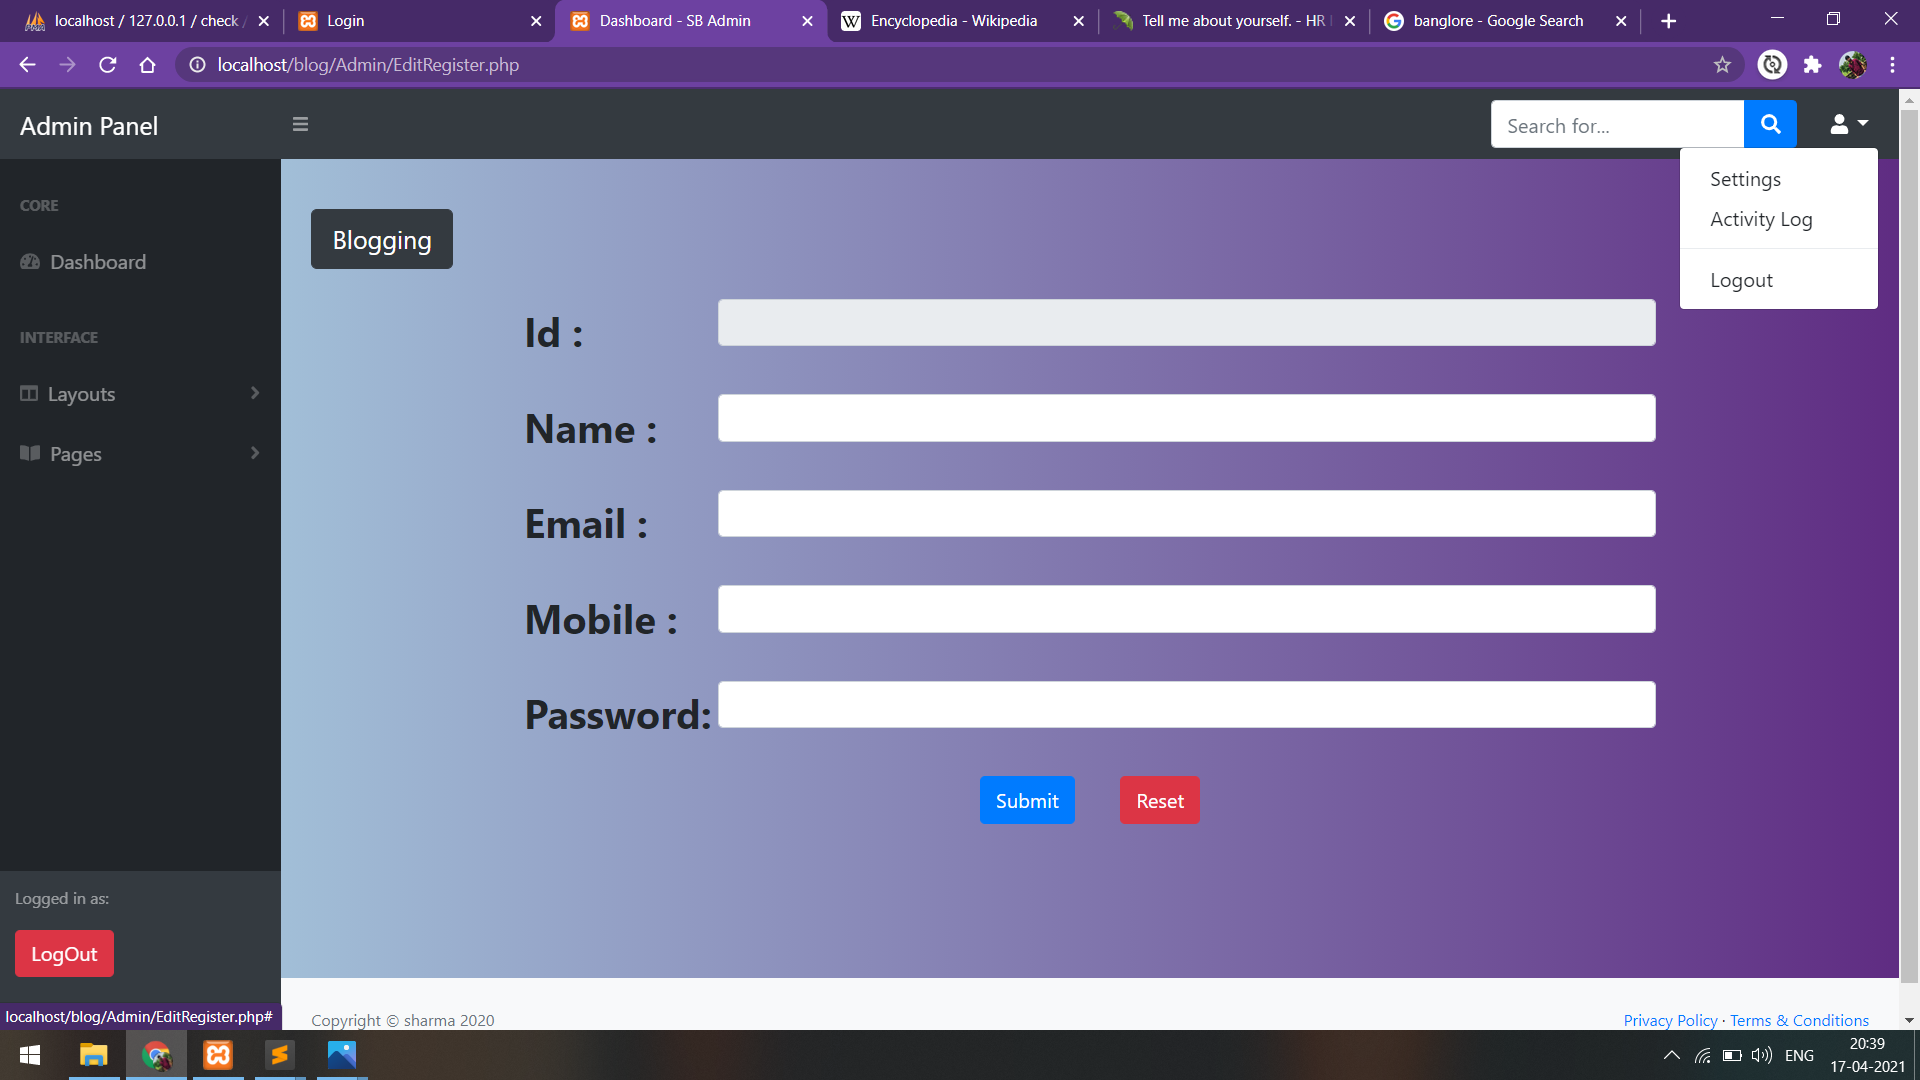 localhost / 127.0.0.1 / check /
Login
Dashboard - SB Admin
Encyclopedia - Wikipedia
Tell me about yourself. - HR
banglore - Google Search
localhost/blog/Admin/EditRegister.php
Admin Panel
Search for...
Settings
Activity Log
Logout
CORE
Dashboard
INTERFACE
Layouts
Pages
Blogging
Id :
Name :
Email :
Mobile :
Password:
Submit
Reset
Logged in as:
LogOut
localhost/blog/Admin/EditRegister.php#
Copyright © sharma 2020
Privacy Policy · Terms & Conditions
ENG
20:39
17-04-2021